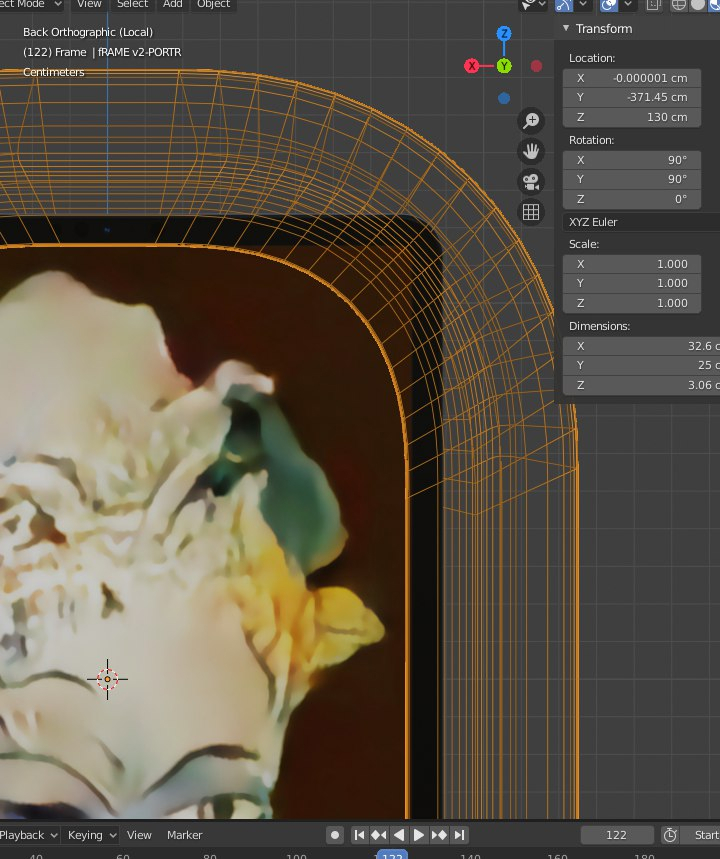 ect Mode View Select Add Object
Back Orthographic (Local)
(122) Frame | fRAME v2-PORTR
Centimeters
Z
X
Y
Transform
Location:
X -0.000001 cm
Y -371.45 cm
Z 130 cm
Rotation:
X 90°
Y 90°
Z 0°
XYZ Euler
Scale:
X 1.000
Y 1.000
Z 1.000
Dimensions:
X 32.6 c
Y 25 c
Z 3.06 c
Playback Keying View Marker
122 Start
40 60 80 100 122 140 160 180